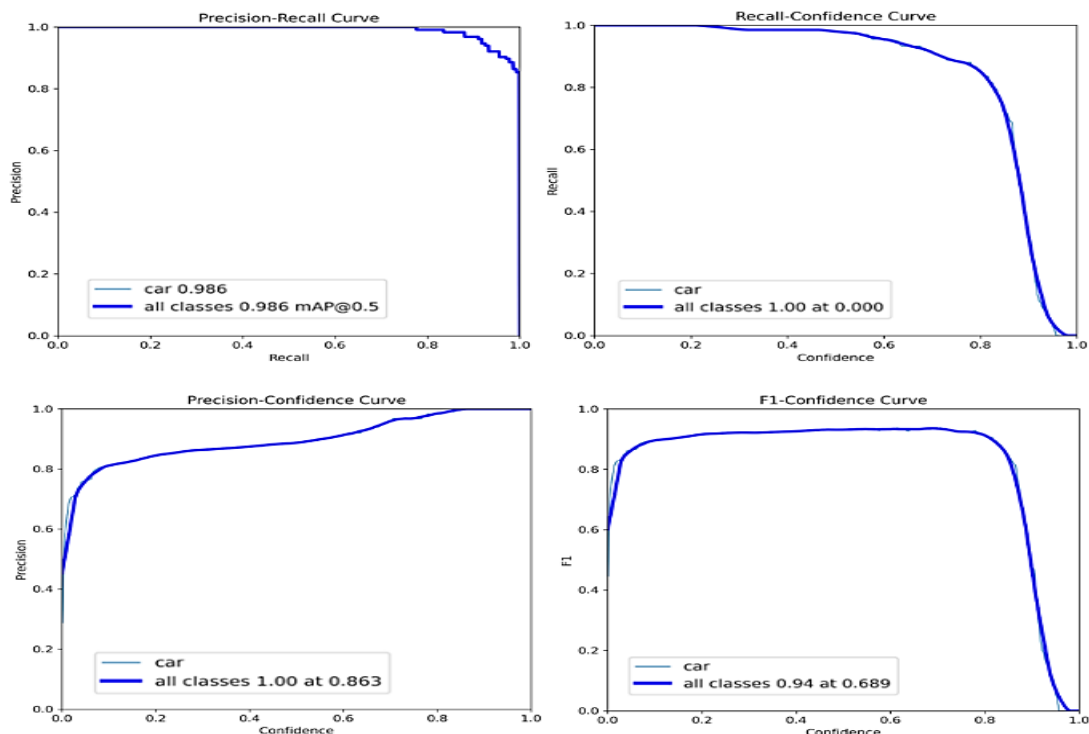 Precision-Recall Curve
1.0
0.8
0.6
0.4
0.2
0.0
Precision
car 0.986
all classes 0.986 mAP@0.5
0.0 0.2 0.4 0.6 0.8 1.0
Recall
Recall-Confidence Curve
1.0
0.8
0.6
0.4
0.2
0.0
Recall
car
all classes 1.00 at 0.000
0.0 0.2 0.4 0.6 0.8 1.0
Confidence
Precision-Confidence Curve
1.0
0.8
0.6
0.4
0.2
0.0
Precision
car
all classes 1.00 at 0.863
0.0 0.2 0.4 0.6 0.8 1.0
Confidence
F1-Confidence Curve
1.0
0.8
0.6
0.4
0.2
0.0
F1
car
all classes 0.94 at 0.689
0.0 0.2 0.4 0.6 0.8 1.0
Confidence